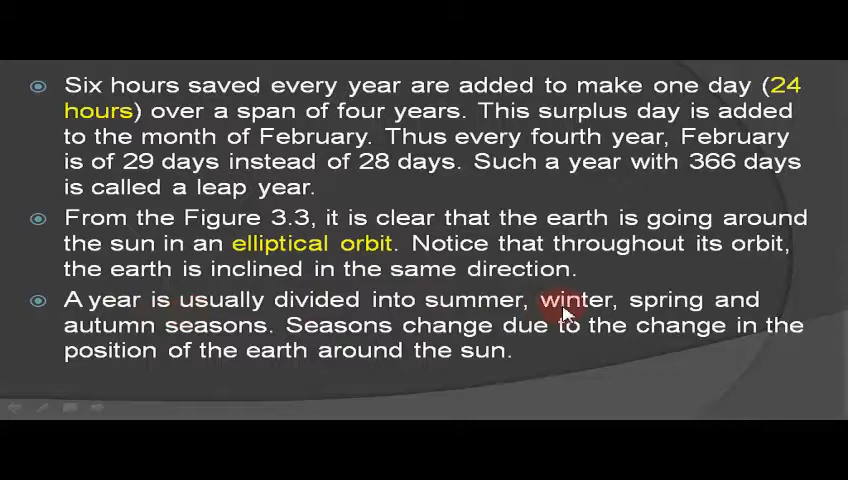 Six hours saved every year are added to make one day (24
hours) over a span of four years. This surplus day is added
to the month of February. Thus every fourth year, February
is of 29 days instead of 28 days. Such a year with 366 days
is called a leap year.
From the Figure 3.3, it is clear that the earth is going around
the sun in an elliptical orbit. Notice that throughout its orbit,
the earth is inclined in the same direction.
A year is usually divided into summer, winter, spring and
autumn seasons. Seasons change due to the change in the
position of the earth around the sun.